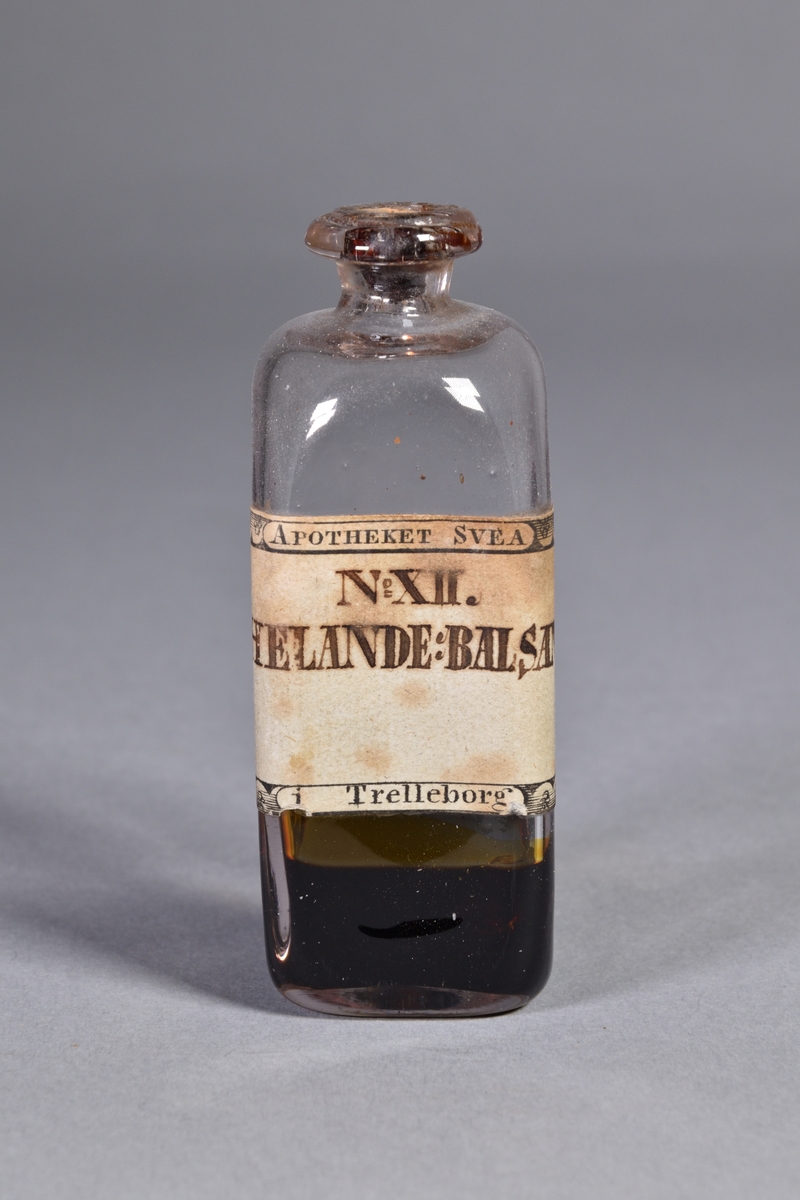 APOTHEKET SVEA
No XII.
HELANDE:BALSA
i Trelleborg